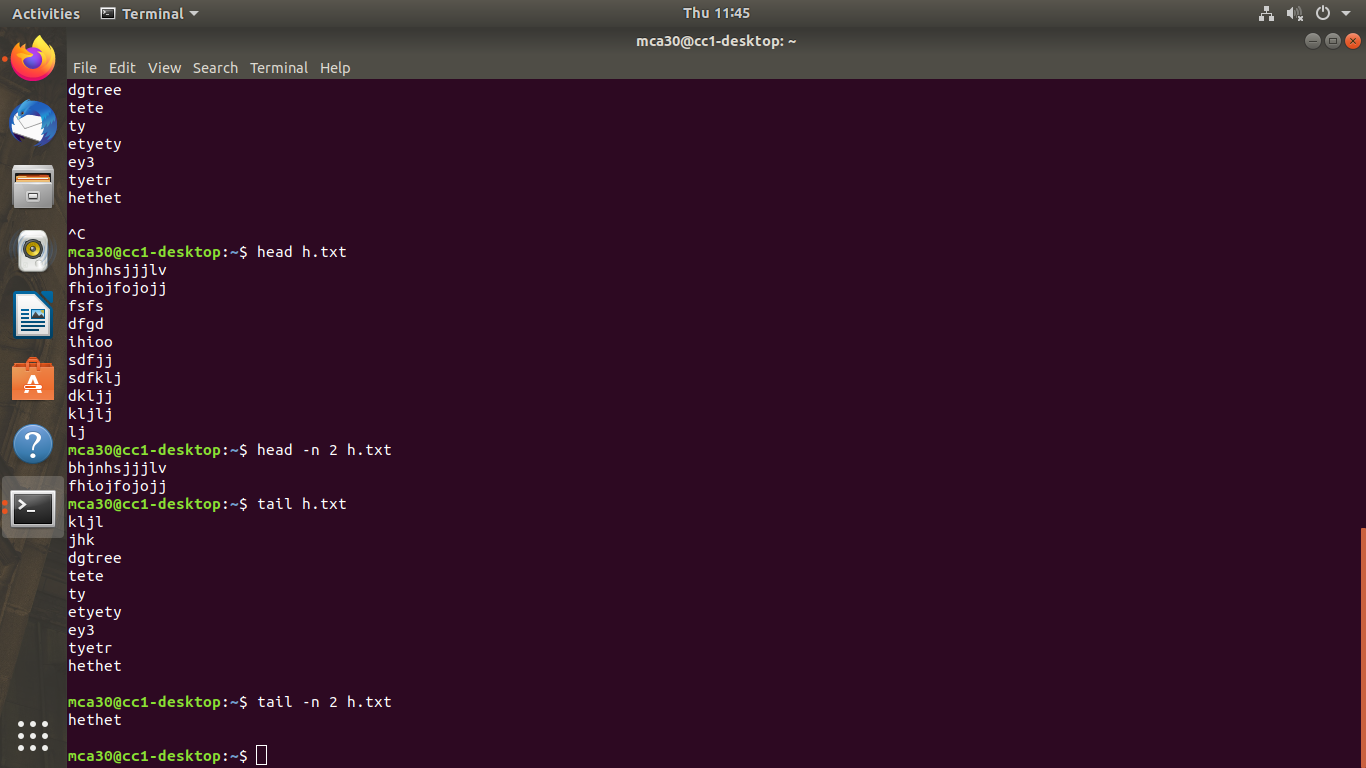 Activities Terminal Thu 11:45
mca30@cc1-desktop: ~
File Edit View Search Terminal Help
dgtree
tete
ty
etyety
ey3
tyetr
hethet
^C
mca30@cc1-desktop:~$ head h.txt
bhjnhsjjjlv
fhiojfojojj
fsfs
dfgd
ihioo
sdfjj
sdfklj
dkljj
kljlj
lj
mca30@cc1-desktop:~$ head -n 2 h.txt
bhjnhsjjjlv
fhiojfojojj
mca30@cc1-desktop:~$ tail h.txt
kljl
jhk
dgtree
tete
ty
etyety
ey3
tyetr
hethet
mca30@cc1-desktop:~$ tail -n 2 h.txt
hethet
mca30@cc1-desktop:~$